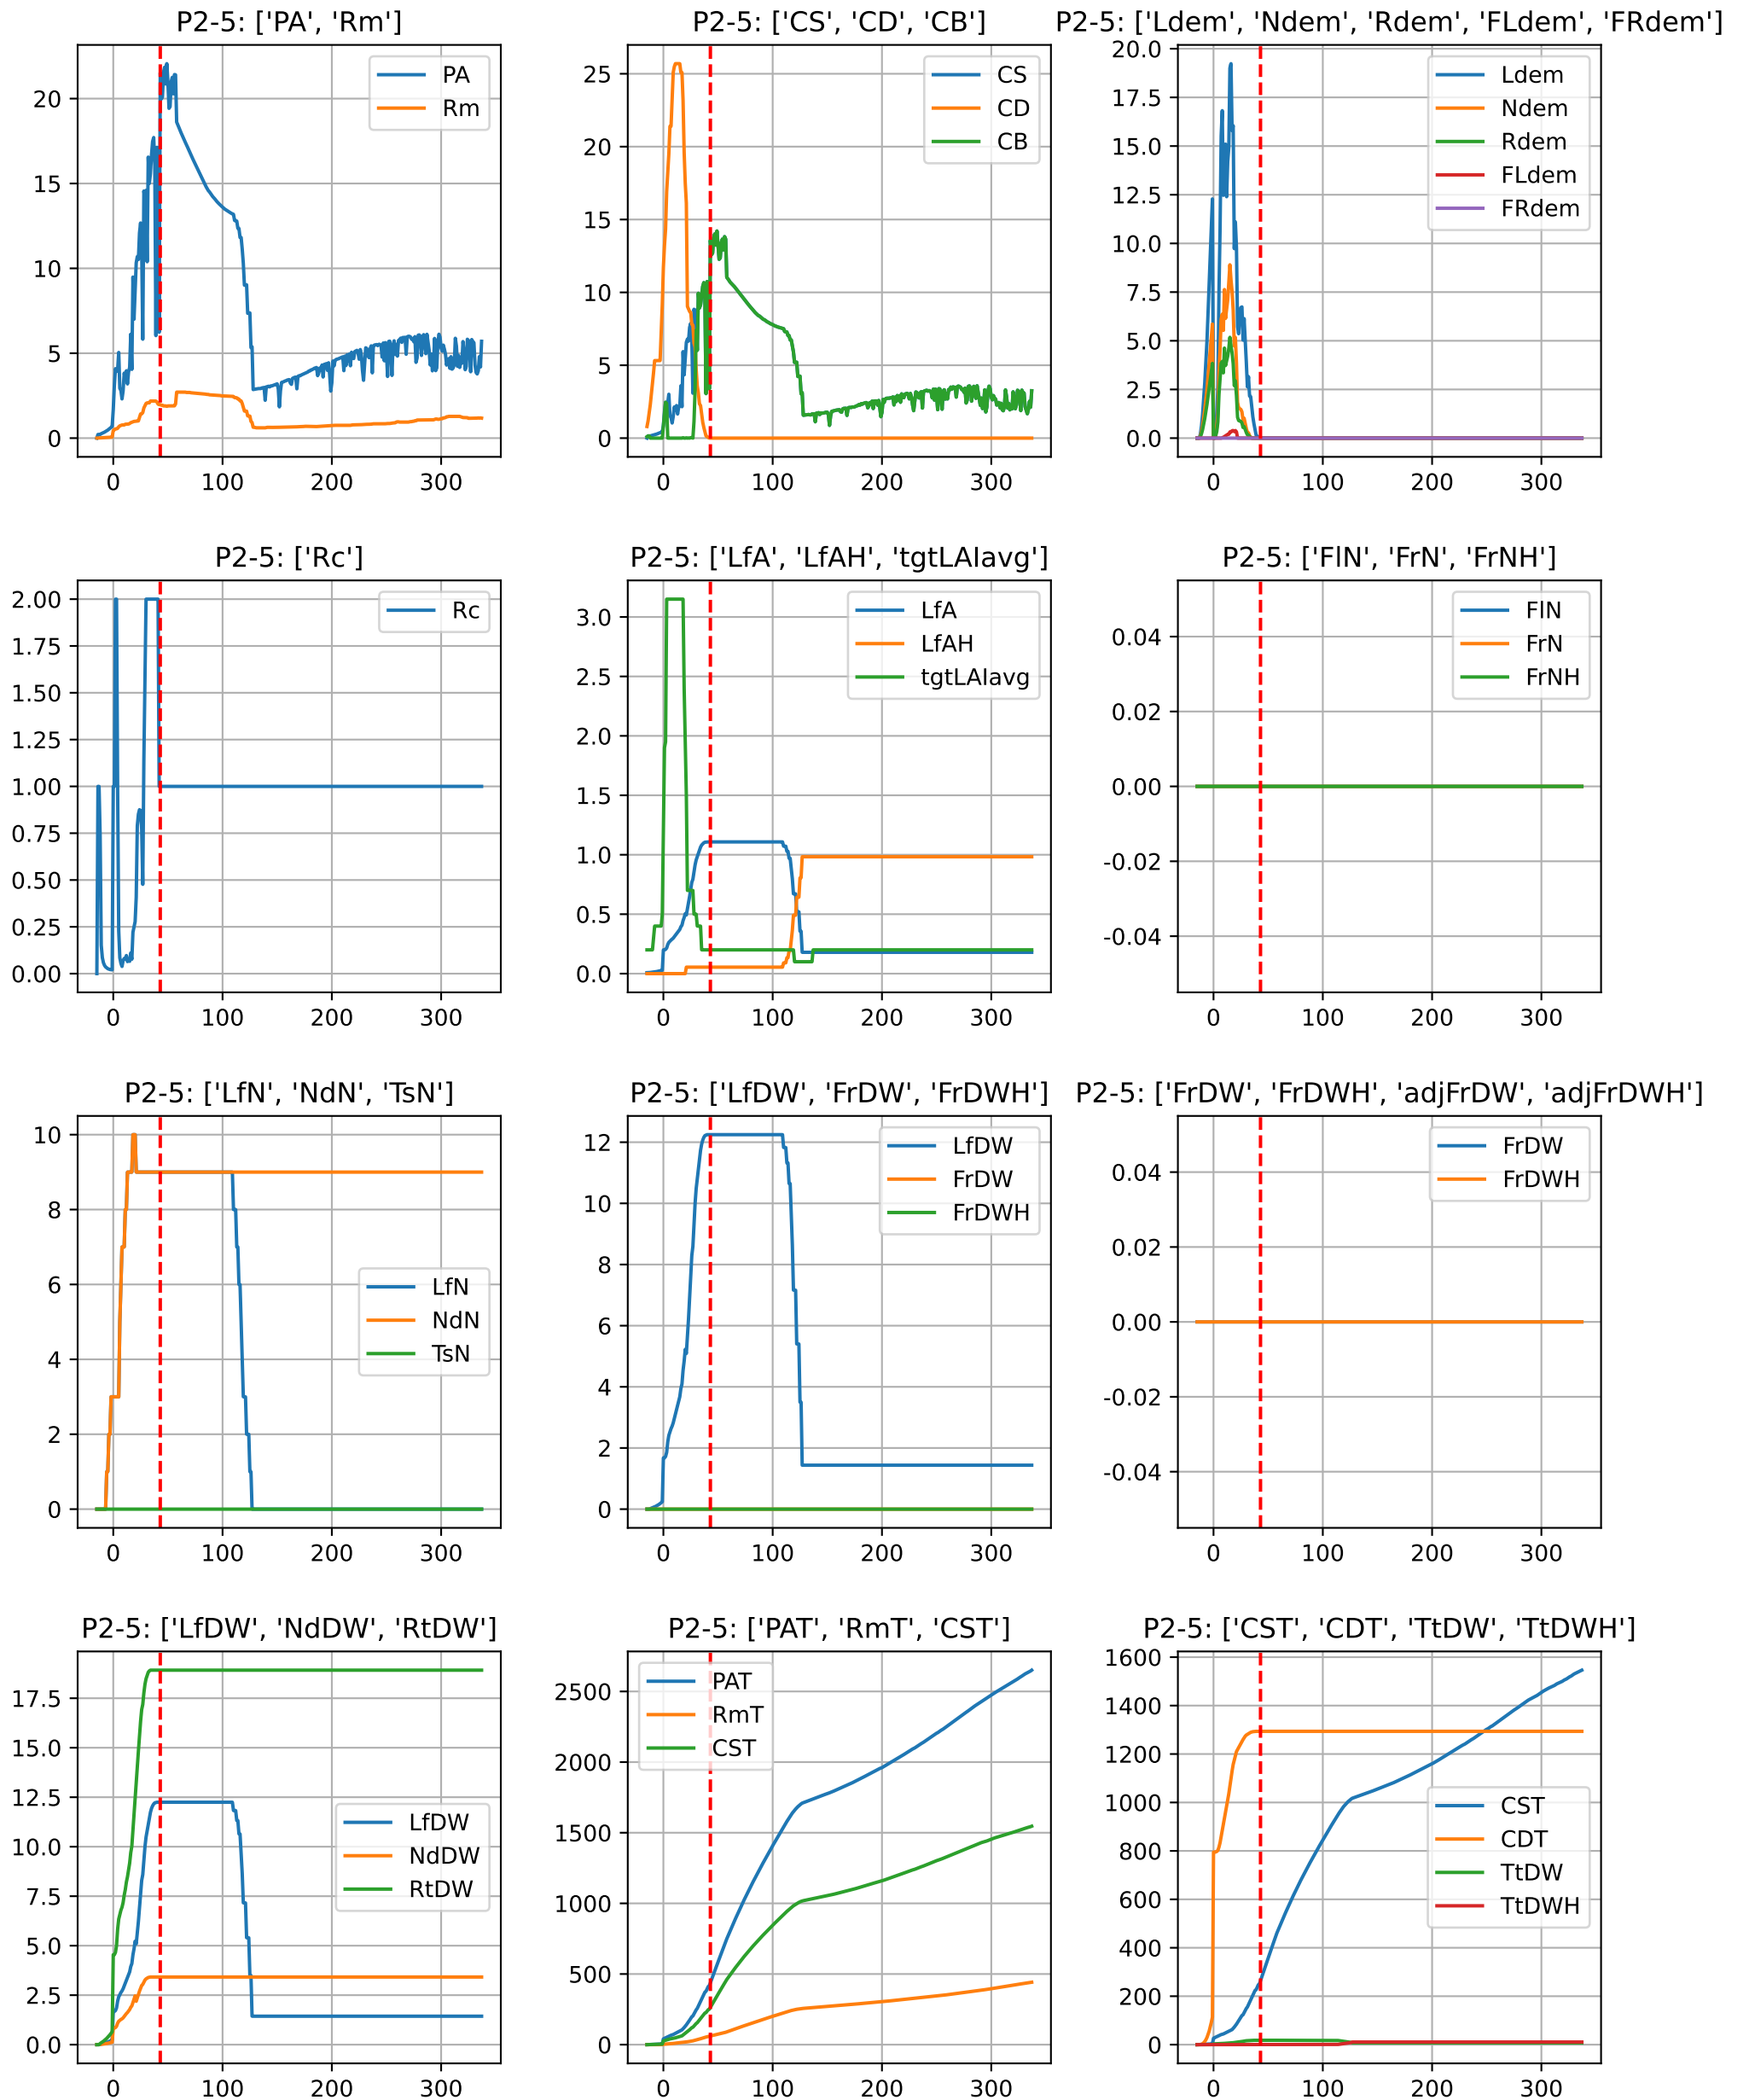 P2-5: ['PA', 'Rm']
P2-5: ['CS', 'CD', 'CB']
P2-5: ['Ldem', 'Ndem', 'Rdem', 'FLdem', 'FRdem']
PA
Rm
20
15
10
5
0
0 100 200 300
CS
CD
CB
25
20
15
10
5
0
0 100 200 300
Ldem
Ndem
Rdem
FLdem
FRdem
20.0
17.5
15.0
12.5
10.0
7.5
5.0
2.5
0.0
0 100 200 300
P2-5: ['Rc']
P2-5: ['LfA', 'LfAH', 'tgtLAIavg']
P2-5: ['FlN', 'FrN', 'FrNH']
Rc
2.00
1.75
1.50
1.25
1.00
0.75
0.50
0.25
0.00
0 100 200 300
LfA
LfAH
tgtLAIavg
3.0
2.5
2.0
1.5
1.0
0.5
0.0
0 100 200 300
FlN
FrN
FrNH
0.04
0.02
0.00
-0.02
-0.04
0 100 200 300
P2-5: ['LfN', 'NdN', 'TsN']
P2-5: ['LfDW', 'FrDW', 'FrDWH']
P2-5: ['FrDW', 'FrDWH', 'adjFrDW', 'adjFrDWH']
LfN
NdN
TsN
10
8
6
4
2
0
0 100 200 300
LfDW
FrDW
FrDWH
12
10
8
6
4
2
0
0 100 200 300
FrDW
FrDWH
0.04
0.02
0.00
-0.02
-0.04
0 100 200 300
P2-5: ['LfDW', 'NdDW', 'RtDW']
P2-5: ['PAT', 'RmT', 'CST']
P2-5: ['CST', 'CDT', 'TtDW', 'TtDWH']
LfDW
NdDW
RtDW
17.5
15.0
12.5
10.0
7.5
5.0
2.5
0.0
0 100 200 300
PAT
RmT
CST
2500
2000
1500
1000
500
0
0 100 200 300
CST
CDT
TtDW
TtDWH
1600
1400
1200
1000
800
600
400
200
0
0 100 200 300